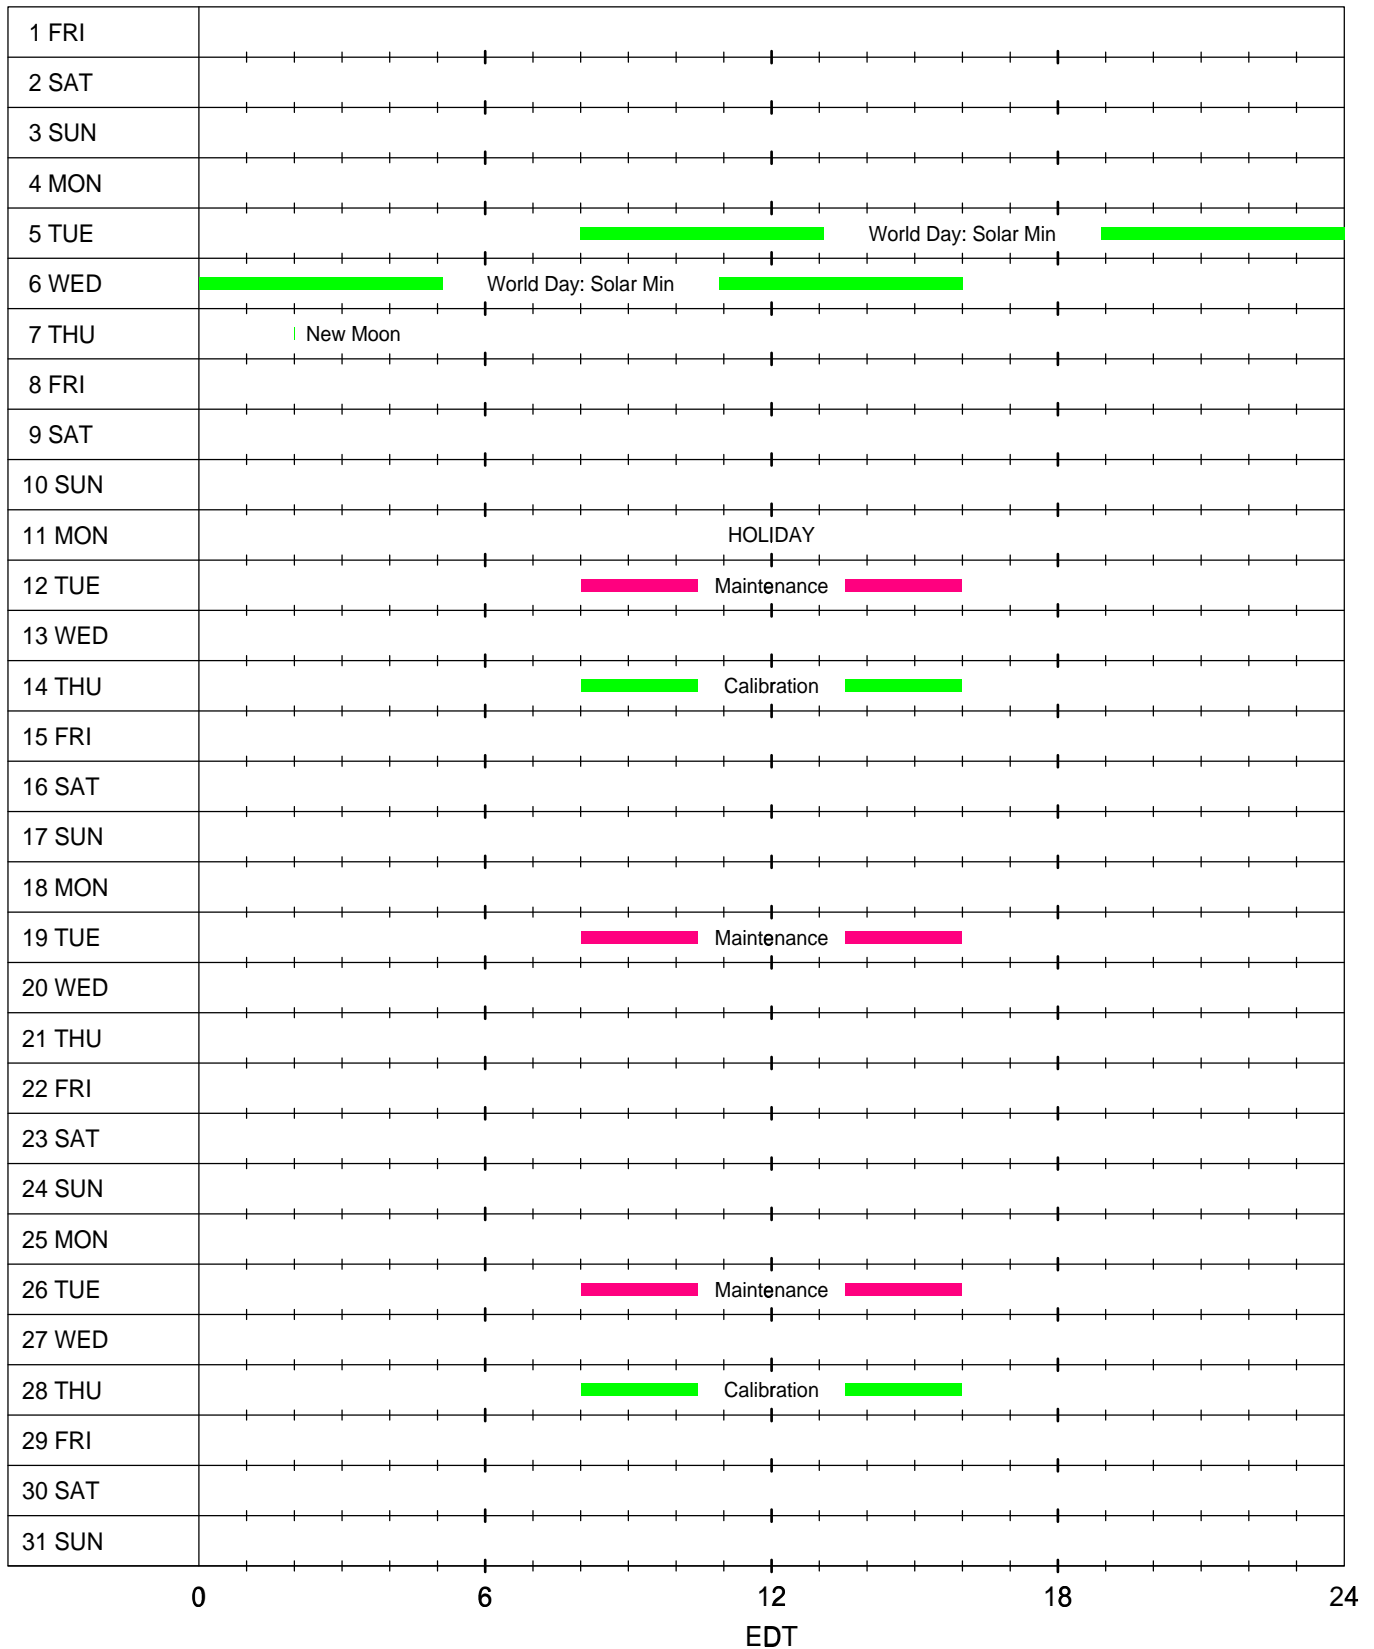 1 FRI
2 SAT
3 SUN
4 MON
5 TUE World Day: Solar Min
6 WED World Day: Solar Min
7 THU New Moon
8 FRI
9 SAT
10 SUN
11 MON HOLIDAY
12 TUE Maintenance
13 WED
14 THU Calibration
15 FRI
16 SAT
17 SUN
18 MON
19 TUE Maintenance
20 WED
21 THU
22 FRI
23 SAT
24 SUN
25 MON
26 TUE Maintenance
27 WED
28 THU Calibration
29 FRI
30 SAT
31 SUN
0 6 12 18 24
EDT